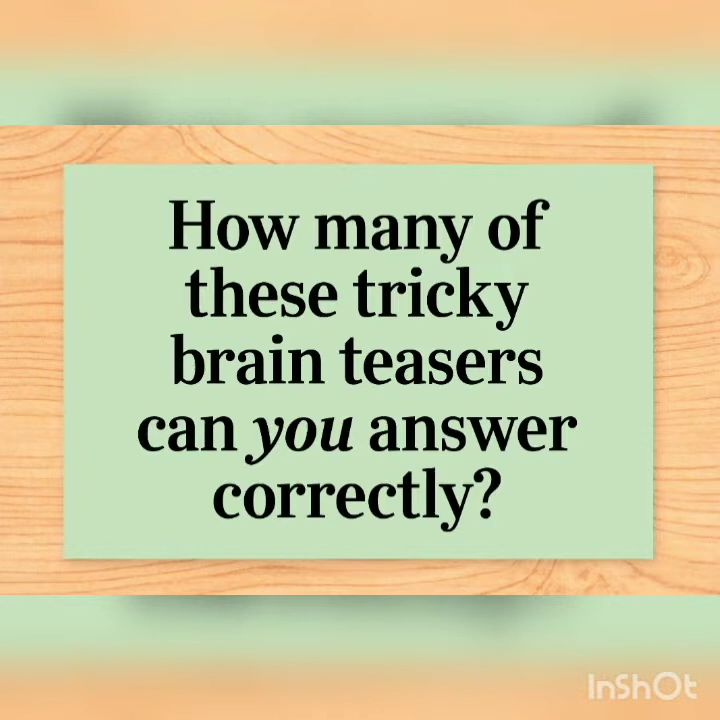 How many of
these tricky
brain teasers
can you answer
correctly?
InShOt